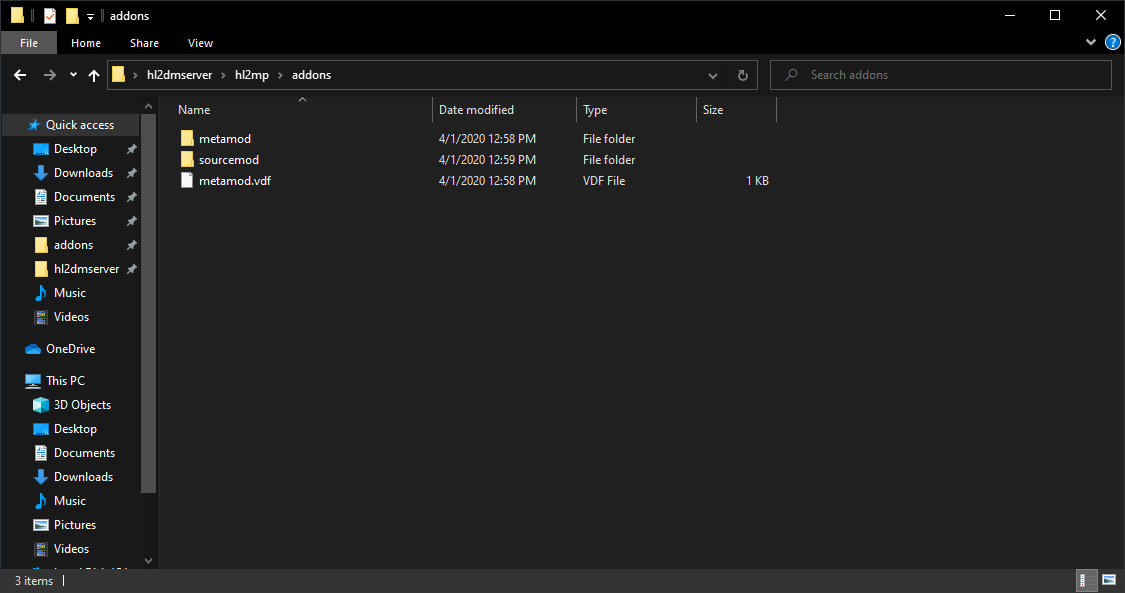 addons
File Home Share View
hl2dmserver hl2mp addons
Search addons
Name Date modified Type Size
metamod 4/1/2020 12:58 PM File folder
sourcemod 4/1/2020 12:59 PM File folder
metamod.vdf 4/1/2020 12:58 PM VDF File 1 KB
Quick access
Desktop
Downloads
Documents
Pictures
addons
hl2dmserver
Music
Videos
OneDrive
This PC
3D Objects
Desktop
Documents
Downloads
Music
Pictures
Videos
3 items